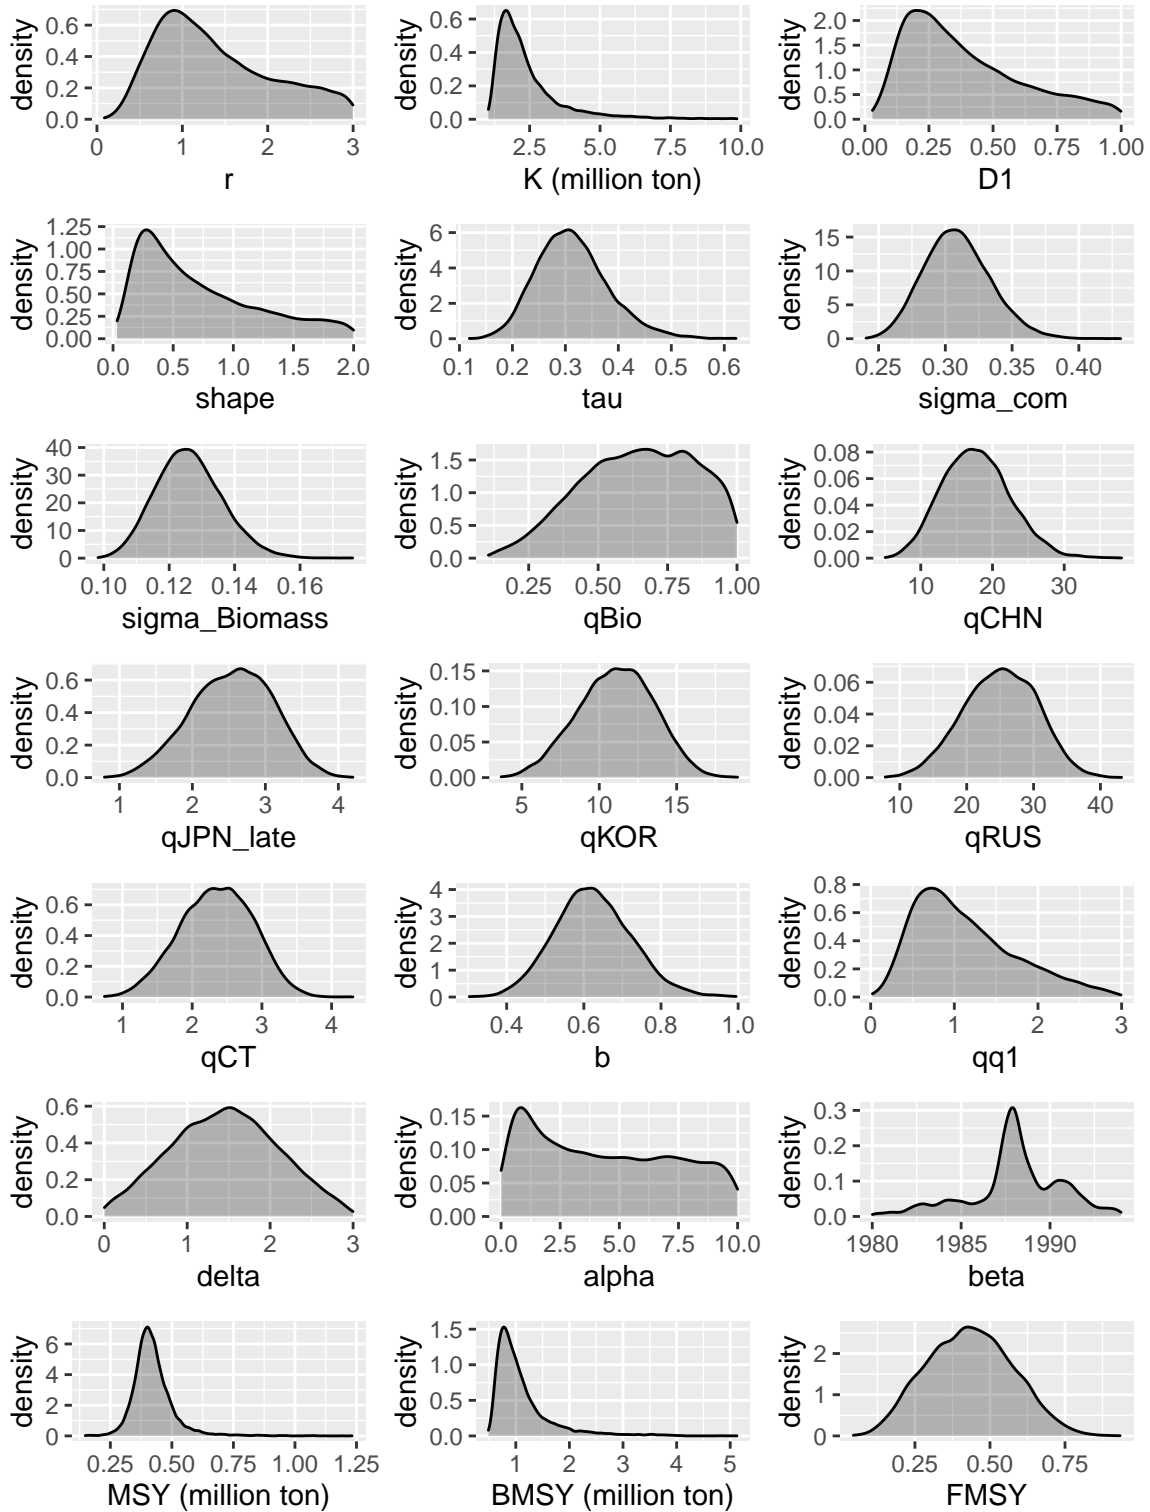 density
0.0 0.2 0.4 0.6
0 1 2 3
r
density
0.0 0.2 0.4 0.6
2.5 5.0 7.5 10.0
K (million ton)
density
0.0 0.5 1.0 1.5 2.0
0.00 0.25 0.50 0.75 1.00
D1
density
0.00 0.25 0.50 0.75 1.00 1.25
0.0 0.5 1.0 1.5 2.0
shape
density
0 2 4 6
0.1 0.2 0.3 0.4 0.5 0.6
tau
density
0 5 10 15
0.25 0.30 0.35 0.40
sigma_com
density
0 10 20 30 40
0.10 0.12 0.14 0.16
sigma_Biomass
density
0.0 0.5 1.0 1.5
0.25 0.50 0.75 1.00
qBio
density
0.00 0.02 0.04 0.06 0.08
10 20 30
qCHN
density
0.0 0.2 0.4 0.6
1 2 3 4
qJPN_late
density
0.00 0.05 0.10 0.15
5 10 15
qKOR
density
0.00 0.02 0.04 0.06
10 20 30 40
qRUS
density
0.0 0.2 0.4 0.6
1 2 3 4
qCT
density
0 1 2 3 4
0.4 0.6 0.8 1.0
b
density
0.0 0.2 0.4 0.6 0.8
0 1 2 3
qq1
density
0.0 0.2 0.4 0.6
0 1 2 3
delta
density
0.00 0.05 0.10 0.15
0.0 2.5 5.0 7.5 10.0
alpha
density
0.0 0.1 0.2 0.3
1980 1985 1990
beta
density
0 2 4 6
0.25 0.50 0.75 1.00 1.25
MSY (million ton)
density
0.0 0.5 1.0 1.5
1 2 3 4 5
BMSY (million ton)
density
0 1 2
0.25 0.50 0.75
FMSY